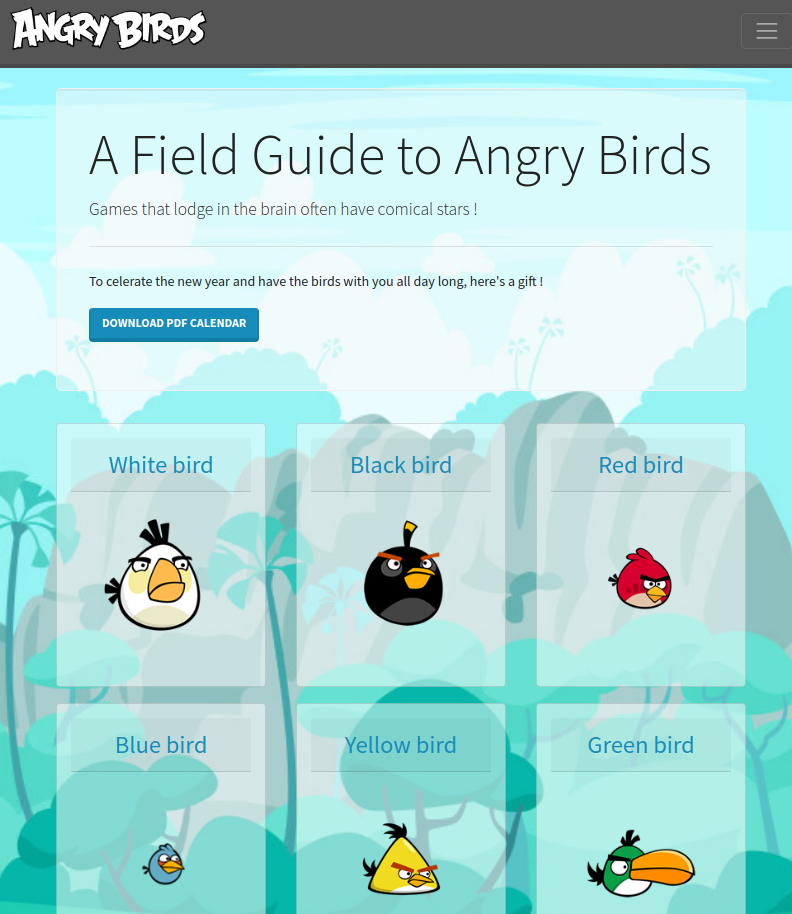 ANGRY BIRDS
A Field Guide to Angry Birds
Games that lodge in the brain often have comical stars !
To celerate the new year and have the birds with you all day long, here's a gift !
DOWNLOAD PDF CALENDAR
White bird
Black bird
Red bird
Blue bird
Yellow bird
Green bird